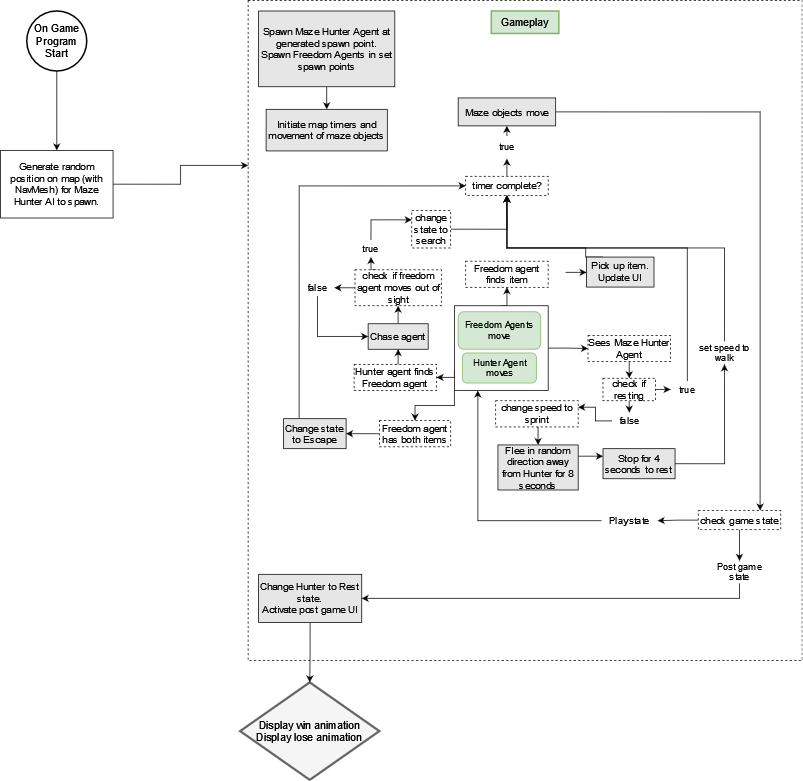 On Game
Program
Start
Generate random
position on map (with
NavMesh) for Maze
Hunter AI to spawn.
Gameplay
Spawn Maze Hunter Agent at
generated spawn point.
Spawn Freedom Agents in set
spawn points
Initiate map timers and
movement of maze objects
Maze objects move
true
timer complete?
change
state to
search
true
check if freedom
agent moves out of
sight
false
Chase agent
Hunter agent finds
Freedom agent
Freedom agent
finds item
Pick up item.
Update UI
Freedom Agents
move
Hunter Agent
moves
Sees Maze Hunter
Agent
set speed to
walk
check if
resting
true
false
change speed to
sprint
Freedom agent
has both items
Change state
to Escape
Flee in random
direction away
from Hunter for 8
seconds
Stop for 4
seconds to rest
Playstate
check game state
Post game
state
Change Hunter to Rest
state.
Activate post game UI
Display win animation
Display lose animation